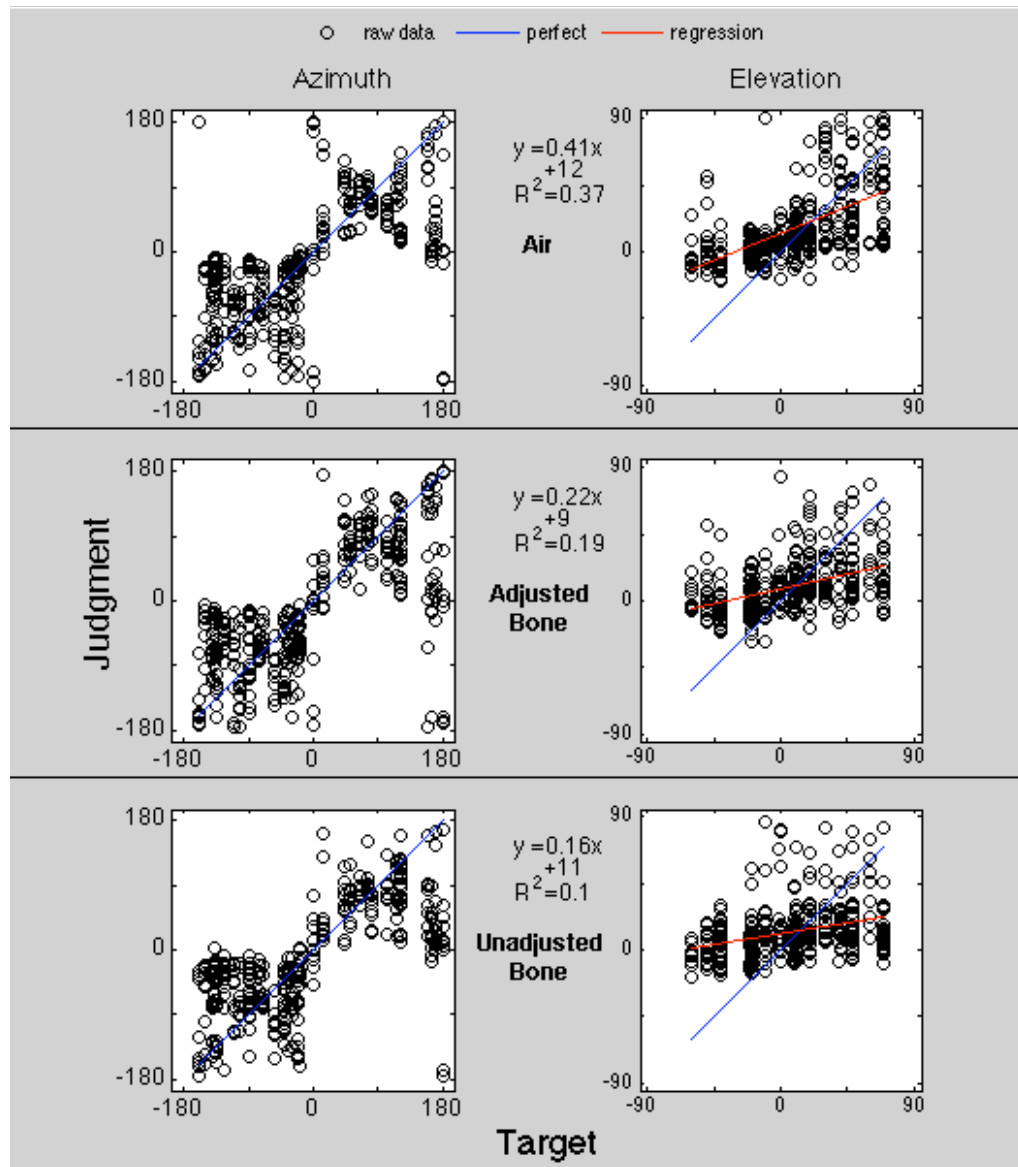 raw data perfect regression
Azimuth Elevation
180
0
-180
-180 0 180
y =0.41x
+12
R²=0.37
Air
90
0
-90
-90 0 90
Judgment
180
0
-180
-180 0 180
y =0.22x
+9
R²=0.19
Adjusted
Bone
90
0
-90
-90 0 90
180
0
-180
-180 0 180
y =0.16x
+11
R²=0.1
Unadjusted
Bone
90
0
-90
-90 0 90
Target